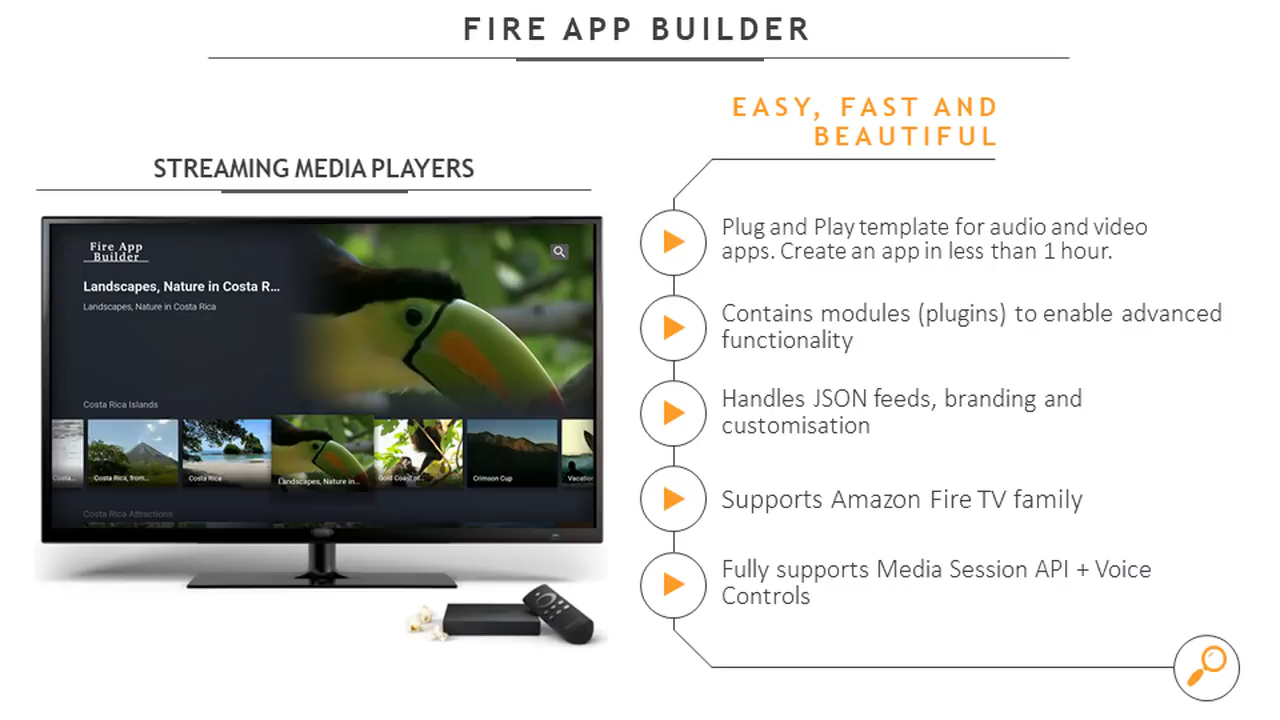 FIRE APP BUILDER
EASY, FAST AND
BEAUTIFUL
STREAMING MEDIA PLAYERS
Fire App
Builder
Landscapes, Nature in Costa R...
Landscapes, Nature in Costa Rica
Costa Rica Islands
Costa...
Costa Rica, from...
Costa Rica
Landscapes, Nature in...
Gold Coast of...
Crimson Cup
Vacation
Costa Rica Attractions
Plug and Play template for audio and video
apps. Create an app in less than 1 hour.
Contains modules (plugins) to enable advanced
functionality
Handles JSON feeds, branding and
customisation
Supports Amazon Fire TV family
Fully supports Media Session API + Voice
Controls